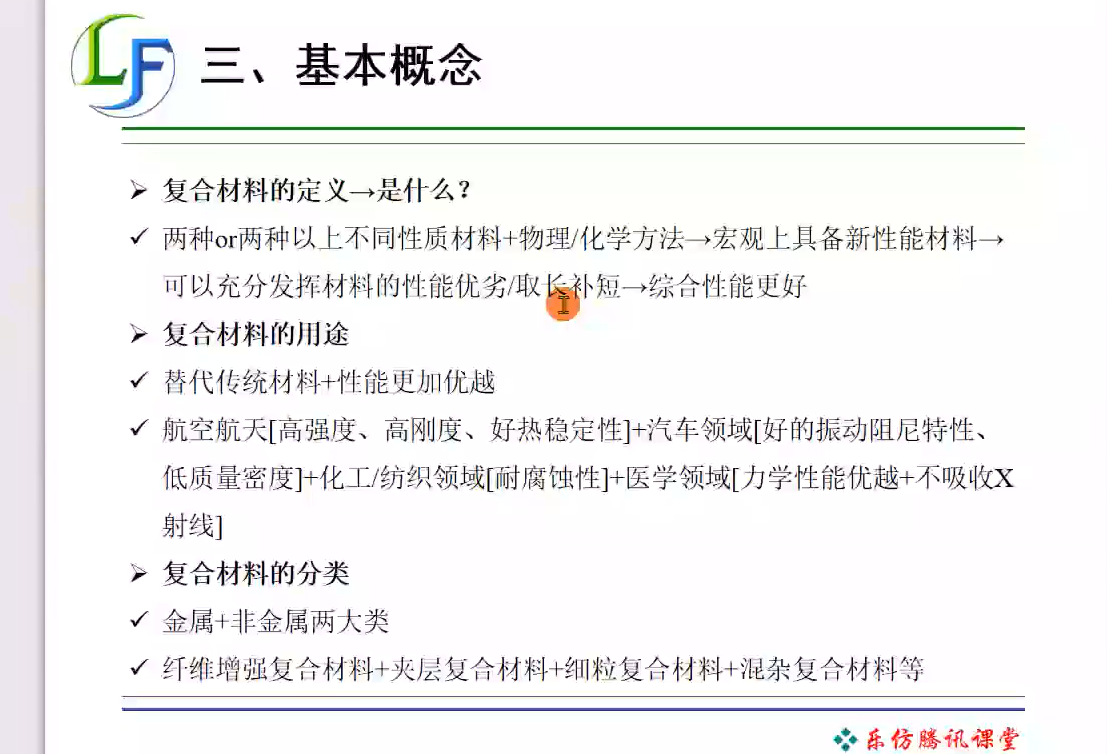 LF
三、基本概念
➢ 复合材料的定义→是什么？
✓ 两种or两种以上不同性质材料+物理/化学方法→宏观上具备新性能材料→
可以充分发挥材料的性能优劣/取长补短→综合性能更好
➢ 复合材料的用途
✓ 替代传统材料+性能更加优越
✓ 航空航天[高强度、高刚度、好热稳定性]+汽车领域[好的振动阻尼特性、
低质量密度]+化工/纺织领域[耐腐蚀性]+医学领域[力学性能优越+不吸收X
射线]
➢ 复合材料的分类
✓ 金属+非金属两大类
✓ 纤维增强复合材料+夹层复合材料+细粒复合材料+混杂复合材料等
乐仿腾讯课堂